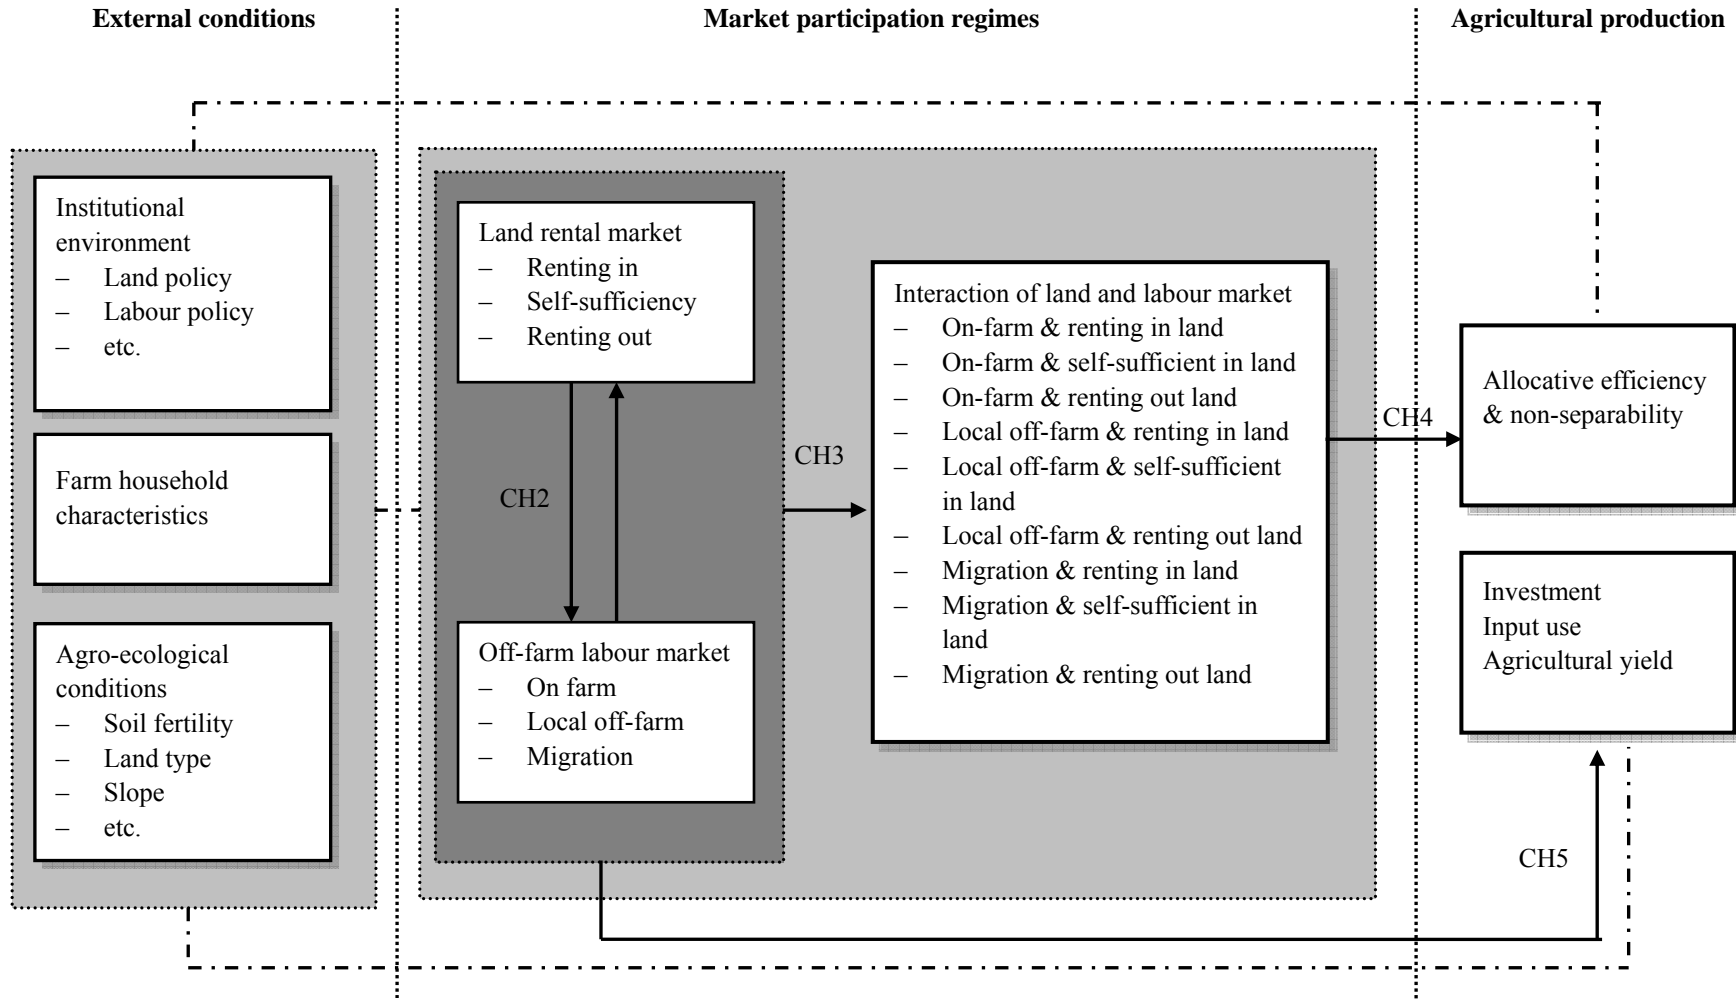 External conditions
Market participation regimes
Agricultural production
Institutional
environment
– Land policy
– Labour policy
– etc.
Farm household
characteristics
Agro-ecological
conditions
– Soil fertility
– Land type
– Slope
– etc.
Land rental market
– Renting in
– Self-sufficiency
– Renting out
CH2
Off-farm labour market
– On farm
– Local off-farm
– Migration
CH3
Interaction of land and labour market
– On-farm & renting in land
– On-farm & self-sufficient in land
– On-farm & renting out land
– Local off-farm & renting in land
– Local off-farm & self-sufficient
in land
– Local off-farm & renting out land
– Migration & renting in land
– Migration & self-sufficient in
land
– Migration & renting out land
CH4
Allocative efficiency
& non-separability
Investment
Input use
Agricultural yield
CH5